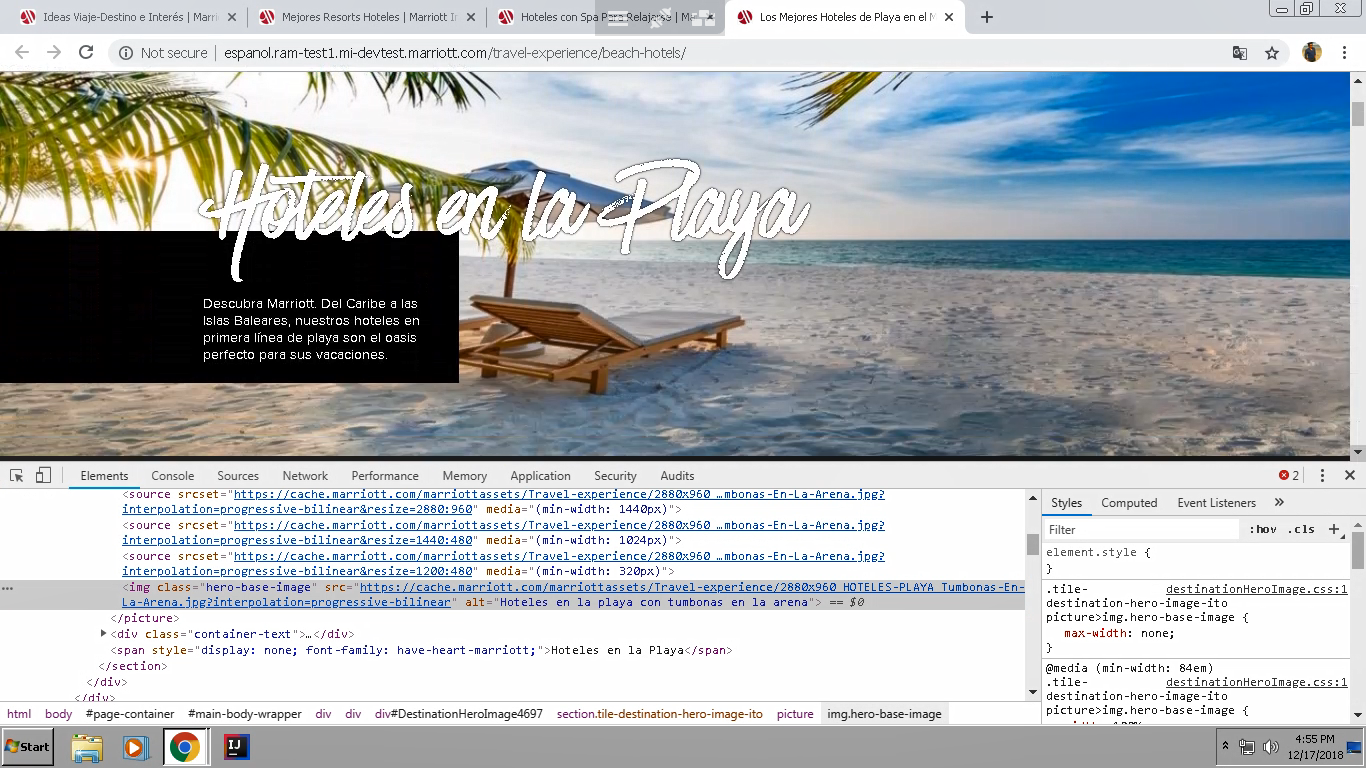 Ideas Viaje-Destino e Interés | Marri
Mejores Resorts Hoteles | Marriott In
Hoteles con Spa Para Relajarse | Ma
Los Mejores Hoteles de Playa en el M
Not secure | espanol.ram-test1.mi-devtest.marriott.com/travel-experience/beach-hotels/
Hoteles en la Playa
Descubra Marriott. Del Caribe a las
Islas Baleares, nuestros hoteles en
primera línea de playa son el oasis
perfecto para sus vacaciones.
Elements Console Sources Network Performance Memory Application Security Audits 2
<source srcset="https://cache.marriott.com/marriottassets/Travel-experience/2880x960 …mbonas-En-La-Arena.jpg?
interpolation=progressive-bilinear&resize=2880:960" media="(min-width: 1440px)">
<source srcset="https://cache.marriott.com/marriottassets/Travel-experience/2880x960 …mbonas-En-La-Arena.jpg?
interpolation=progressive-bilinear&resize=1440:480" media="(min-width: 1024px)">
<source srcset="https://cache.marriott.com/marriottassets/Travel-experience/2880x960 …mbonas-En-La-Arena.jpg?
interpolation=progressive-bilinear&resize=1200:480" media="(min-width: 320px)">
<img class="hero-base-image" src="https://cache.marriott.com/marriottassets/Travel-experience/2880x960 HOTELES-PLAYA Tumbonas-En-
La-Arena.jpg?interpolation=progressive-bilinear" alt="Hoteles en la playa con tumbonas en la arena"> == $0
</picture>
<div class="container-text">…</div>
<span style="display: none; font-family: have-heart-marriott;">Hoteles en la Playa</span>
</section>
</div>
</div>
html body #page-container #main-body-wrapper div div div#DestinationHeroImage4697 section.tile-destination-hero-image-ito picture img.hero-base-image
Styles Computed Event Listeners »
Filter :hov .cls +
element.style {
}
.tile- destinationHeroImage.css:1
destination-hero-image-ito
picture>img.hero-base-image {
max-width: none;
}
@media (min-width: 84em)
.tile- destinationHeroImage.css:1
destination-hero-image-ito
picture>img.hero-base-image {
Start
IJ
4:55 PM
12/17/2018